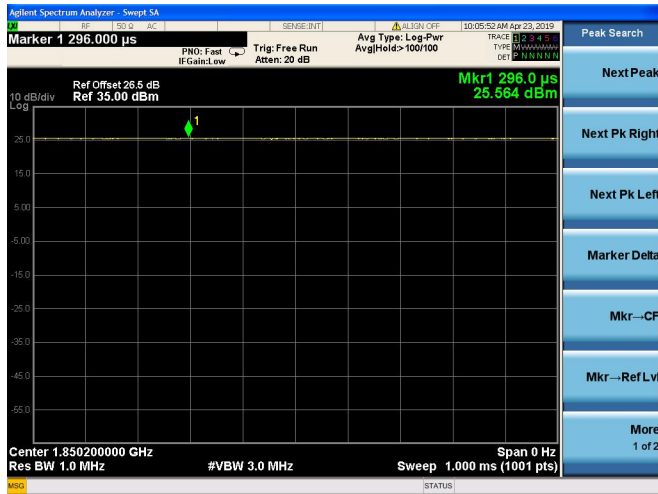 Agilent Spectrum Analyzer - Swept SA
RF 50 Ω AC SENSE:INT ALIGN OFF 10:05:52 AM Apr 23, 2019
Marker 1 296.000 µs
PNO: Fast
IFGain:Low
Trig: Free Run
Atten: 20 dB
Avg Type: Log-Pwr
Avg|Hold:>100/100
TRACE 1 2 3 4 5 6
TYPE M
DET P N N N N N
Peak Search
Ref Offset 26.5 dB
Ref 35.00 dBm
10 dB/div
Log
Mkr1 296.0 µs
25.564 dBm
1
25.0
15.0
5.00
-5.00
-15.0
-25.0
-35.0
-45.0
-55.0
Next Peak
Next Pk Right
Next Pk Left
Marker Delta
Mkr→CF
Mkr→Ref Lvl
More
1 of 2
Center 1.850200000 GHz
Span 0 Hz
Res BW 1.0 MHz
#VBW 3.0 MHz
Sweep 1.000 ms (1001 pts)
MSG
STATUS